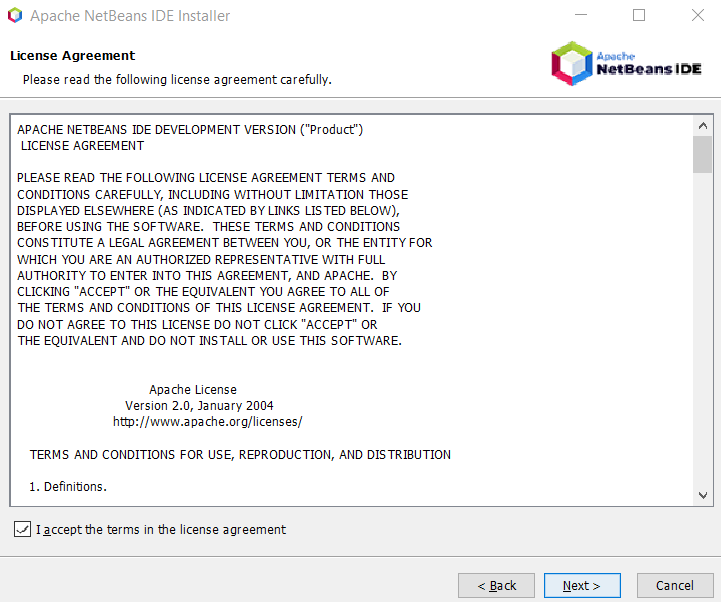 Apache NetBeans IDE Installer
License Agreement
Please read the following license agreement carefully.
Apache
NetBeans IDE
APACHE NETBEANS IDE DEVELOPMENT VERSION ("Product")
LICENSE AGREEMENT
PLEASE READ THE FOLLOWING LICENSE AGREEMENT TERMS AND
CONDITIONS CAREFULLY, INCLUDING WITHOUT LIMITATION THOSE
DISPLAYED ELSEWHERE (AS INDICATED BY LINKS LISTED BELOW),
BEFORE USING THE SOFTWARE.  THESE TERMS AND CONDITIONS
CONSTITUTE A LEGAL AGREEMENT BETWEEN YOU, OR THE ENTITY FOR
WHICH YOU ARE AN AUTHORIZED REPRESENTATIVE WITH FULL
AUTHORITY TO ENTER INTO THIS AGREEMENT, AND APACHE.  BY
CLICKING "ACCEPT" OR THE EQUIVALENT YOU AGREE TO ALL OF
THE TERMS AND CONDITIONS OF THIS LICENSE AGREEMENT.  IF YOU
DO NOT AGREE TO THIS LICENSE DO NOT CLICK "ACCEPT" OR
THE EQUIVALENT AND DO NOT INSTALL OR USE THIS SOFTWARE.
Apache License
Version 2.0, January 2004
http://www.apache.org/licenses/
TERMS AND CONDITIONS FOR USE, REPRODUCTION, AND DISTRIBUTION
1. Definitions.
I accept the terms in the license agreement
< Back
Next >
Cancel